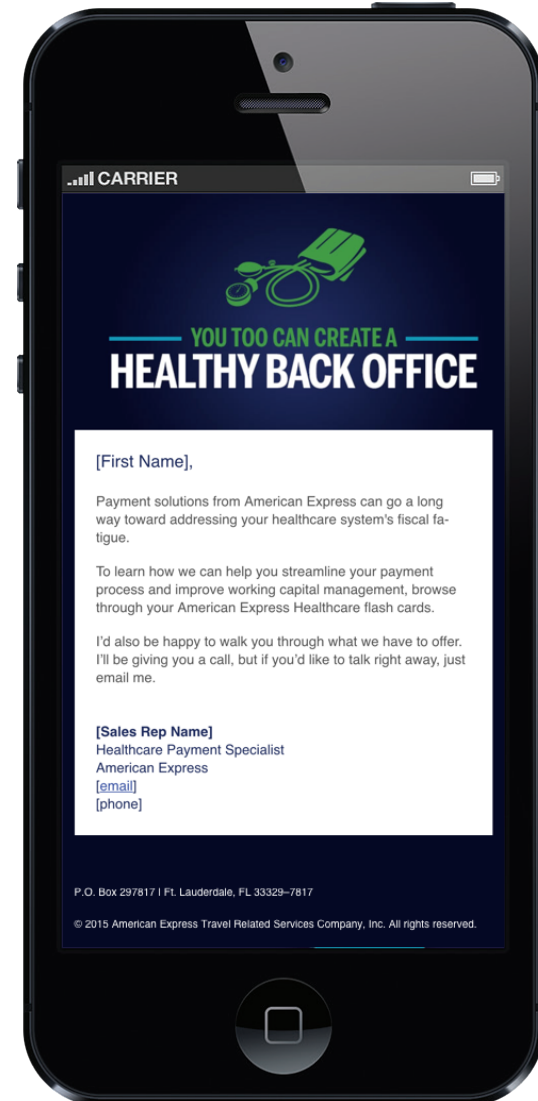 CARRIER
YOU TOO CAN CREATE A
HEALTHY BACK OFFICE
[First Name],
Payment solutions from American Express can go a long
way toward addressing your healthcare system's fiscal fa-
tigue.
To learn how we can help you streamline your payment
process and improve working capital management, browse
through your American Express Healthcare flash cards.
I'd also be happy to walk you through what we have to offer.
I'll be giving you a call, but if you'd like to talk right away, just
email me.
[Sales Rep Name]
Healthcare Payment Specialist
American Express
[email]
[phone]
P.O. Box 297817 | Ft. Lauderdale, FL 33329–7817
© 2015 American Express Travel Related Services Company, Inc. All rights reserved.